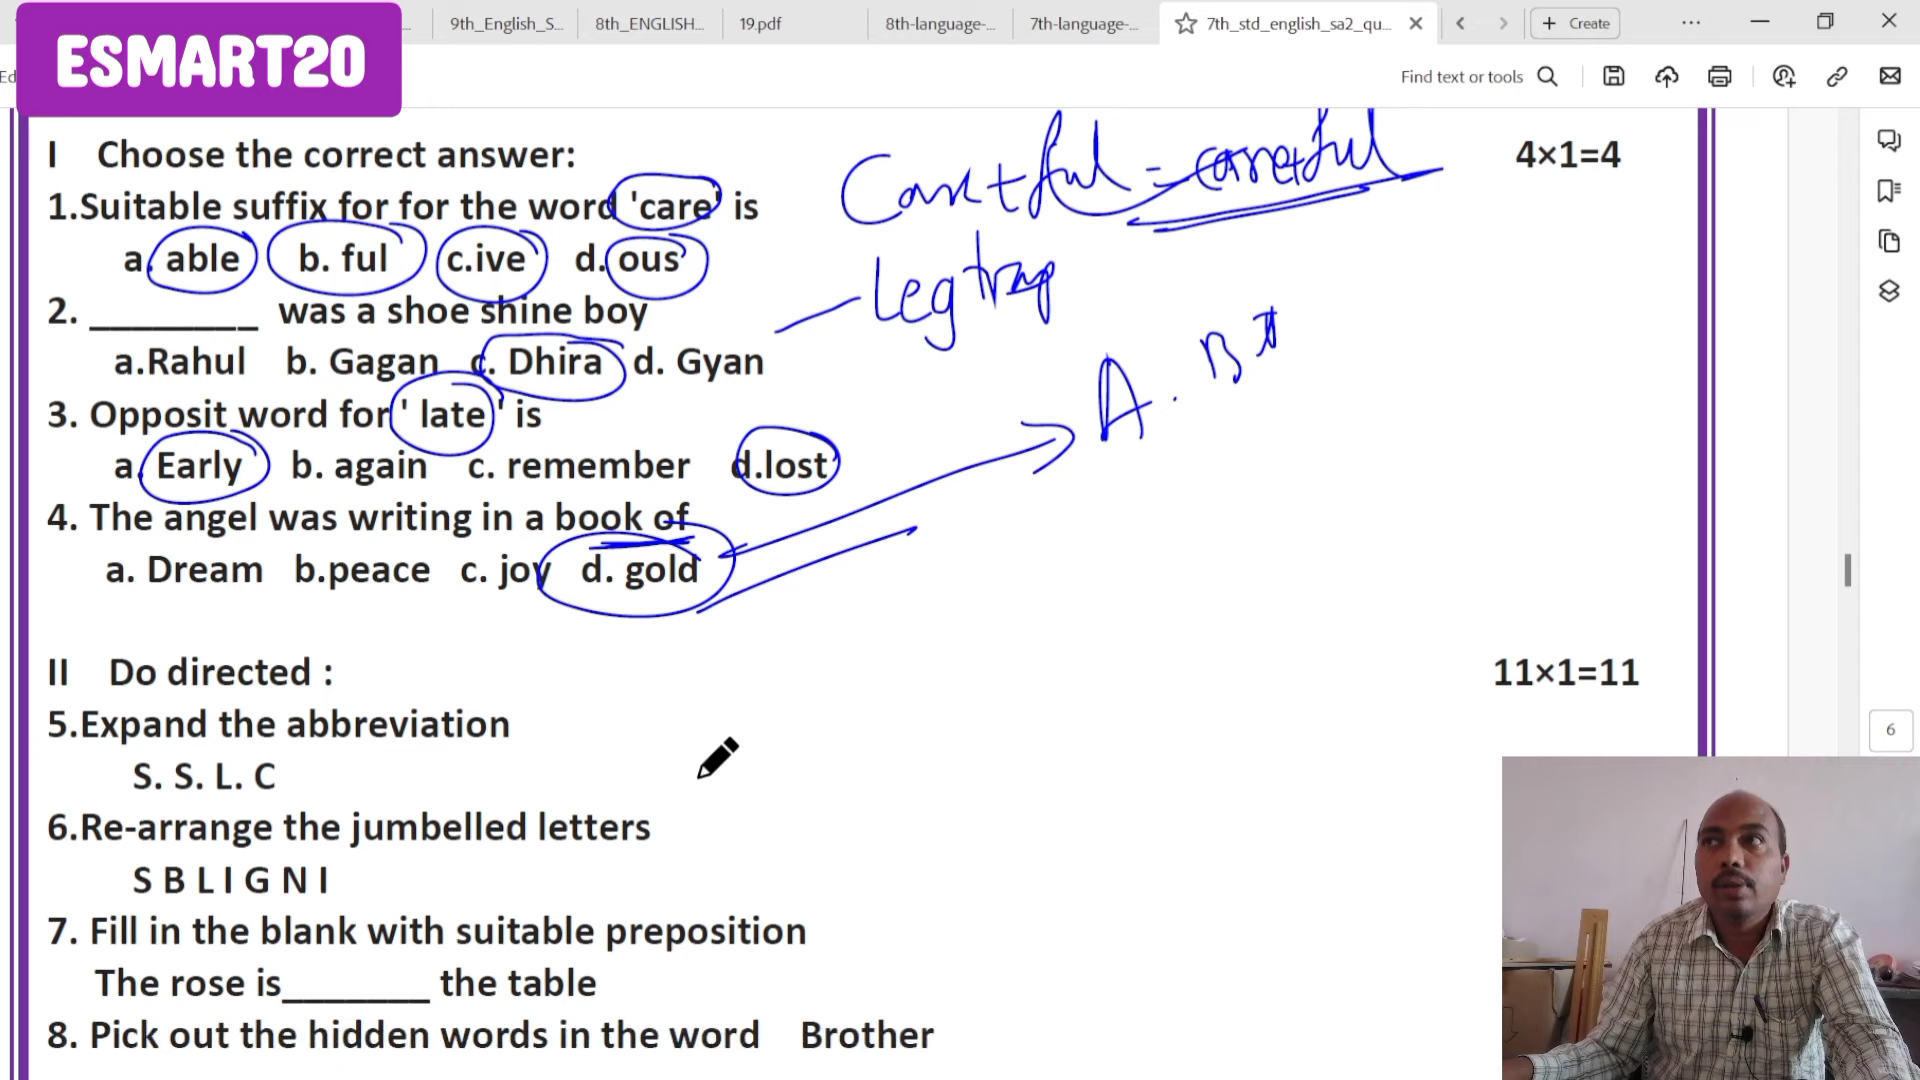 9th_English_S...
8th_ENGLISH...
19.pdf
8th-language-...
7th-language-...
7th_std_english_sa2_qu...
Create
ESMART20
Ed
Find text or tools
I Choose the correct answer:
4×1=4
1.Suitable suffix for for the word 'care' is
a. able b. ful c.ive d. ous
2. ________ was a shoe shine boy
a.Rahul b. Gagan c. Dhira d. Gyan
3. Opposit word for ' late ' is
a. Early b. again c. remember d.lost
4. The angel was writing in a book of
a. Dream b.peace c. joy d. gold
Care+ful = careful
A. B
II Do directed :
11×1=11
5.Expand the abbreviation
S. S. L. C
6.Re-arrange the jumbelled letters
S B L I G N I
7. Fill in the blank with suitable preposition
The rose is_______ the table
8. Pick out the hidden words in the word Brother
6